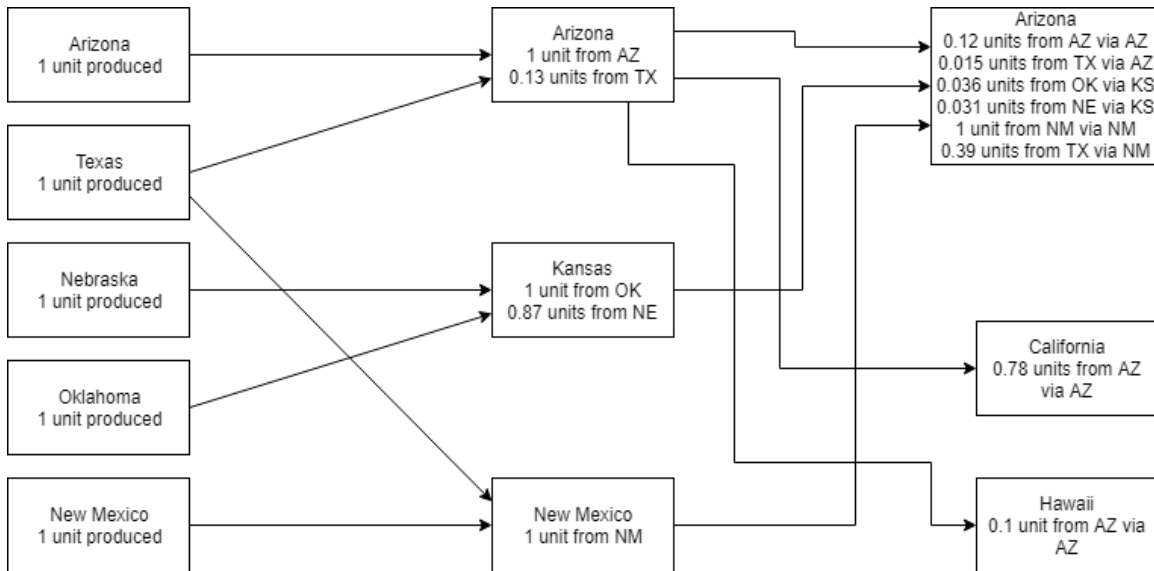 Arizona
1 unit produced
Texas
1 unit produced
Nebraska
1 unit produced
Oklahoma
1 unit produced
New Mexico
1 unit produced
Arizona
1 unit from AZ
0.13 units from TX
Kansas
1 unit from OK
0.87 units from NE
New Mexico
1 unit from NM
Arizona
0.12 units from AZ via AZ
0.015 units from TX via AZ
0.036 units from OK via KS
0.031 units from NE via KS
1 unit from NM via NM
0.39 units from TX via NM
California
0.78 units from AZ
via AZ
Hawaii
0.1 unit from AZ via
AZ